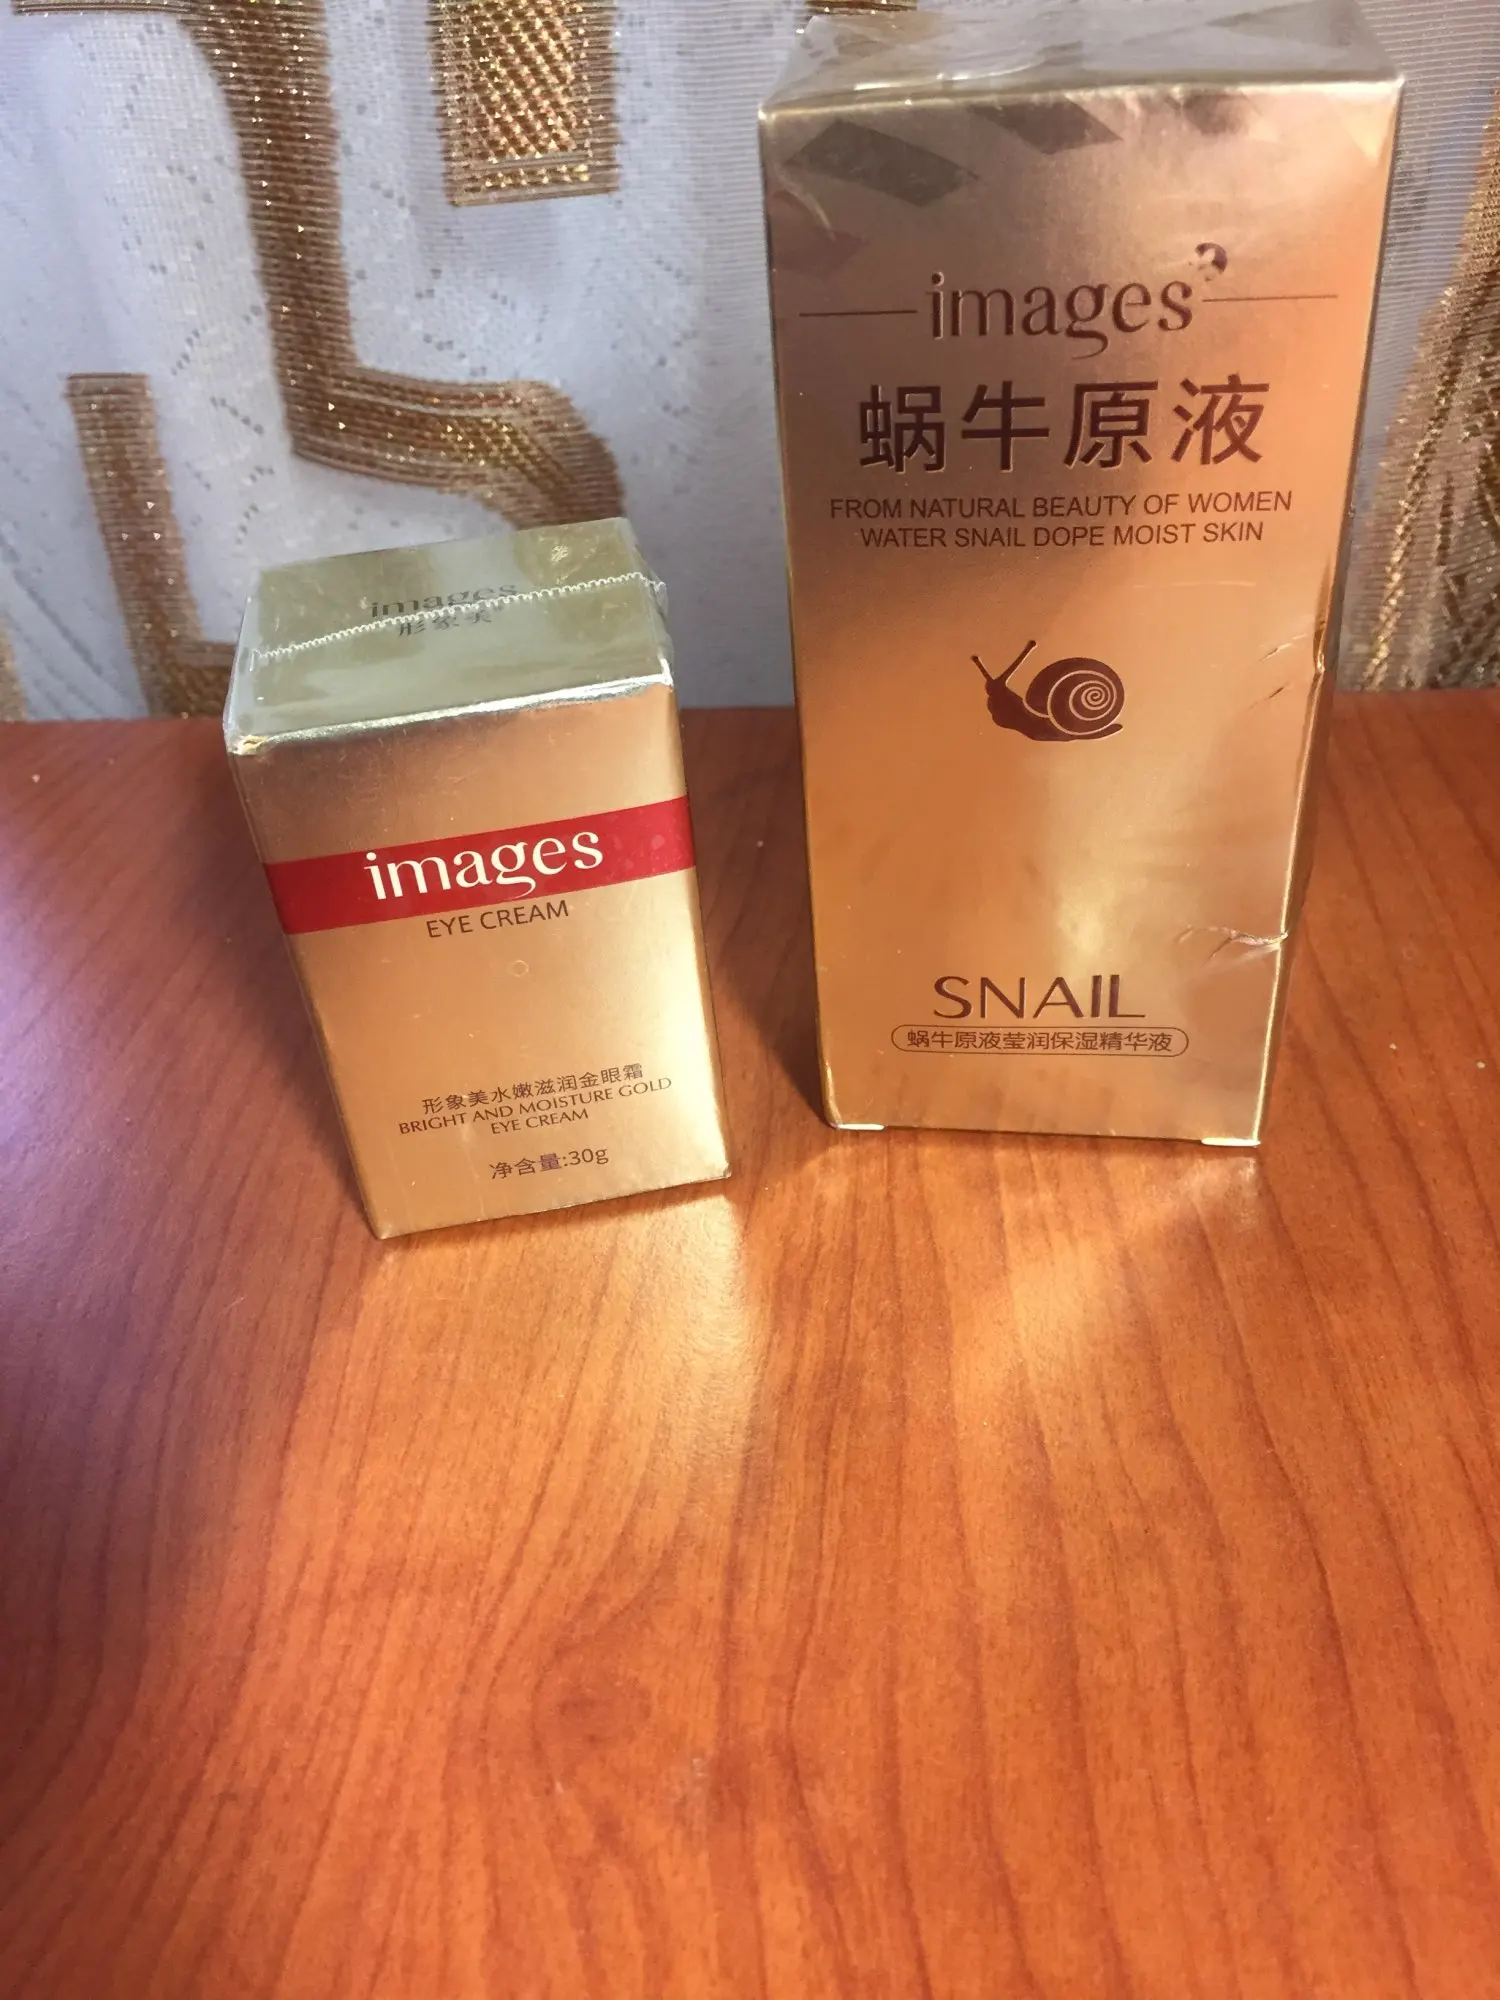 images
形象美
images
EYE CREAM
形象美水嫩滋润金眼霜
BRIGHT AND MOISTURE GOLD
EYE CREAM
净含量:30g
images
蜗牛原液
FROM NATURAL BEAUTY OF WOMEN
WATER SNAIL DOPE MOIST SKIN
SNAIL
蜗牛原液莹润保湿精华液